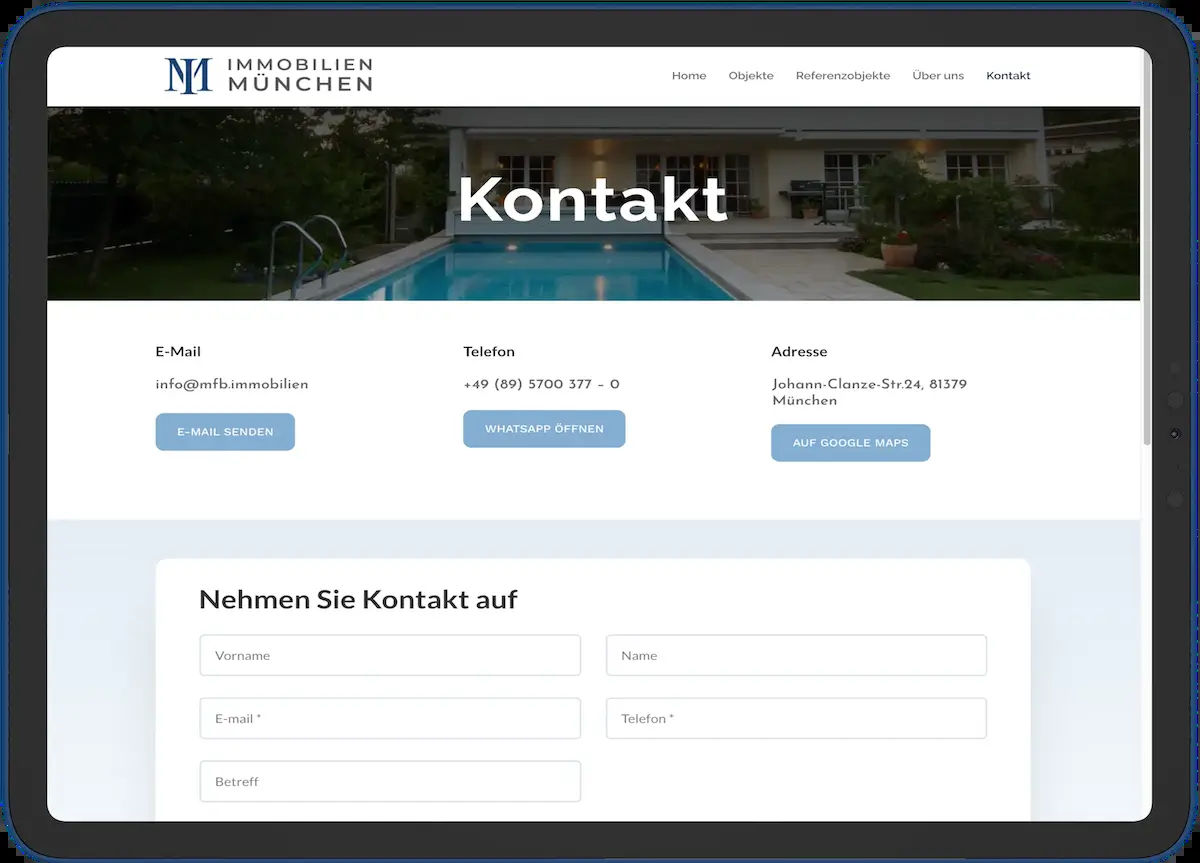 IMMOBILIEN
MÜNCHEN
Home Objekte Referenzobjekte Über uns Kontakt
Kontakt
E-Mail
info@mfb.immobilien
E-MAIL SENDEN
Telefon
+49 (89) 5700 377 – 0
WHATSAPP ÖFFNEN
Adresse
Johann-Clanze-Str.24, 81379
München
AUF GOOGLE MAPS
Nehmen Sie Kontakt auf
Vorname
Name
E-mail *
Telefon *
Betreff